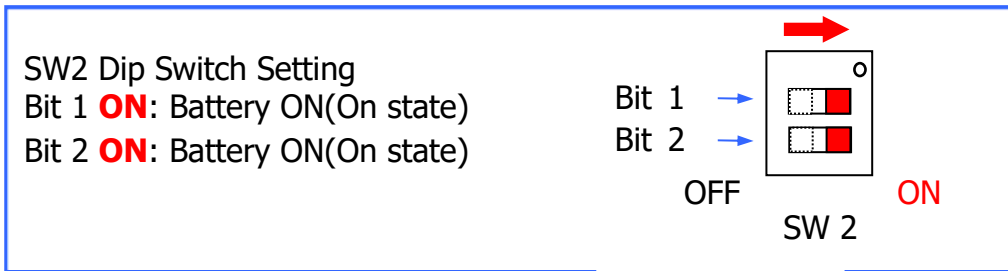 SW2 Dip Switch Setting
Bit 1 ON: Battery ON(On state)
Bit 2 ON: Battery ON(On state)
Bit 1
Bit 2
OFF
ON
SW 2